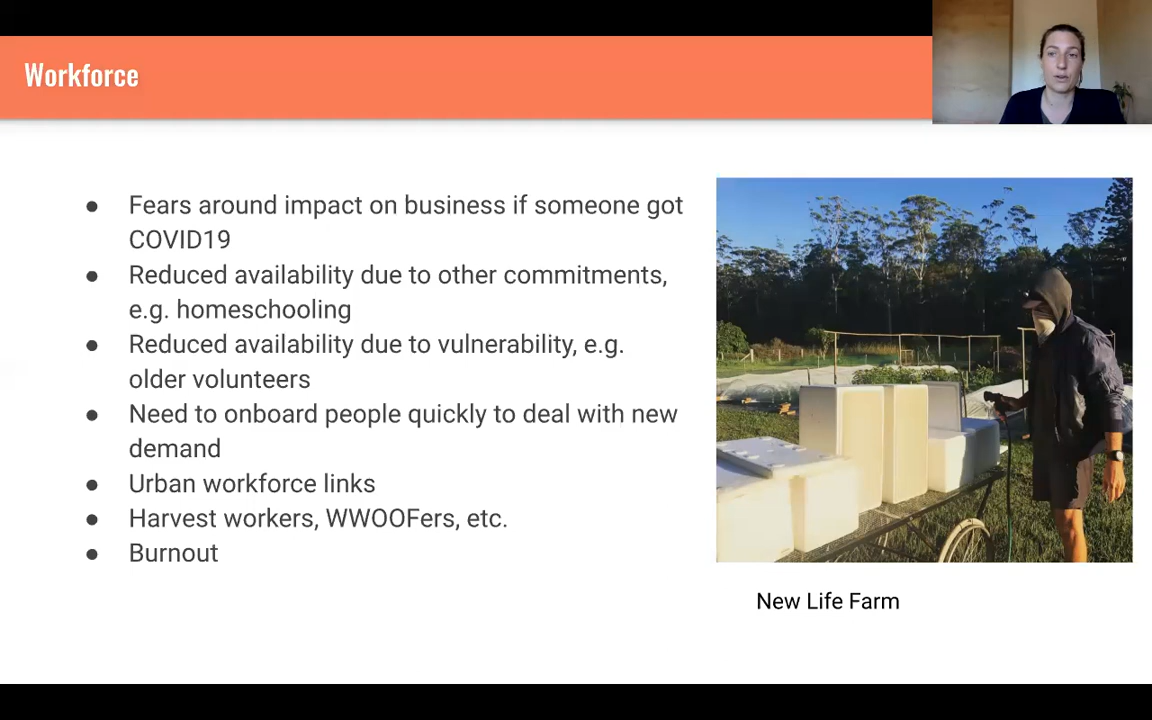 Workforce
● Fears around impact on business if someone got
COVID19
● Reduced availability due to other commitments,
e.g. homeschooling
● Reduced availability due to vulnerability, e.g.
older volunteers
● Need to onboard people quickly to deal with new
demand
● Urban workforce links
● Harvest workers, WWOOFers, etc.
● Burnout
New Life Farm